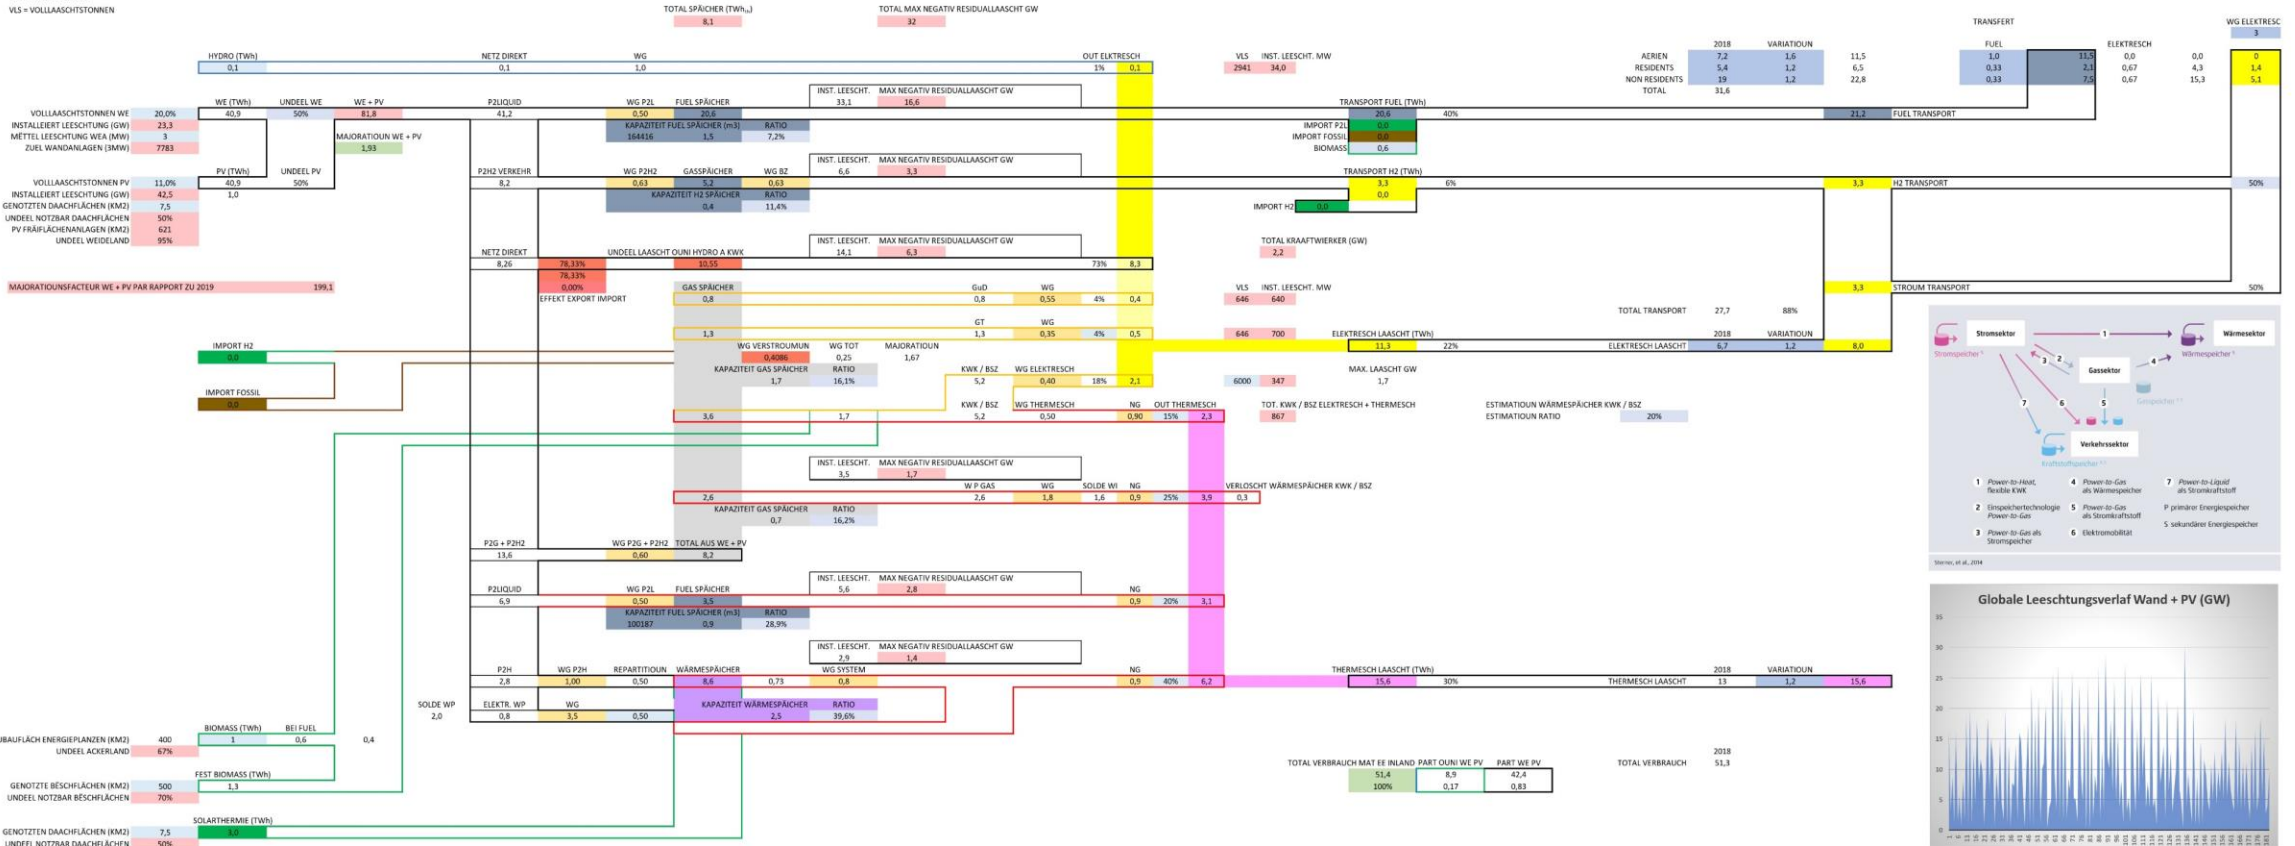 VLS = VOLLLAASCHTSTONNEN
TOTAL SPÄICHER (TWh
TOTAL MAX NEGATIV RESIDUALLAASCHT GW
8,1
32
TRANSFERT
WG ELEKTRESC
3
2018 VARIATIOUN FUEL ELEKTRESCH
HYDRO (TWh) NETZ DIREKT WG OUT ELKTRESCH VLS INST. LEESCHT. MW
0,1 0,1 1,0 1% 0,1 2941 34,0
AERIEN 7,2 1,6 11,5 1,0 11,5 0,0 0,0 0
RESIDENTS 5,4 1,2 6,5 0,33 2,1 0,67 4,3 1,4
NON RESIDENTS 19 1,2 22,8 0,33 7,5 0,67 15,3 5,1
TOTAL 31,6
INST. LEESCHT. MAX NEGATIV RESIDUALLAASCHT GW
33,1 16,6
WE (TWh) UNDEEL WE WE + PV P2LIQUID WG P2L FUEL SPÄICHER TRANSPORT FUEL (TWh)
VOLLLAASCHTSTONNEN WE 20,0% 40,9 50% 81,8 41,2 0,50 20,6 20,6 40% 21,2 FUEL TRANSPORT
INSTALLEIERT LEESCHTUNG (GW) 23,3 KAPAZITEIT FUEL SPÄICHER (m3) RATIO IMPORT P2L 0,0
METTEL LEESCHTUNG WEA (MW) 3 MAJORATIOUN WE + PV 164416 1,5 7,2% IMPORT FOSSIL 0,0
ZUEL WANDANLAGEN (3MW) 7783 1,93 BIOMASS 0,6
INST. LEESCHT. MAX NEGATIV RESIDUALLAASCHT GW
6,6 3,3
PV (TWh) UNDEEL PV P2H2 VERKEHR WG P2H2 GASSPÄICHER WG BZ TRANSPORT H2 (TWh)
VOLLLAASCHTSTONNEN PV 11,0% 40,9 50% 8,2 0,63 5,2 0,63 3,3 6% 3,3 H2 TRANSPORT 50%
INSTALLEIERT LEESCHTUNG (GW) 42,5 1,0 KAPAZITEIT H2 SPÄICHER RATIO 0,0
GENOTZTEN DAACHFLÄCHEN (KM2) 7,5 0,4 11,4% IMPORT H2 0,0
UNDEEL NOTZBAR DAACHFLÄCHEN 50%
PV FRÄIFLÄCHENANLAGEN (KM2) 621
UNDEEL WEIDELAND 95%
INST. LEESCHT. MAX NEGATIV RESIDUALLAASCHT GW TOTAL KRAAFTWIERKER (GW)
14,1 6,3 2,2
NETZ DIREKT UNDEEL LAASCHT OUNI HYDRO A KWK
8,26 78,33% 10,55 73% 8,3
78,33%
MAJORATIOUNSFACTEUR WE + PV PAR RAPPORT ZU 2019 199,1
0,00% GAS SPÄICHER GuD WG VLS INST. LEESCHT. MW
EFFEKT EXPORT IMPORT 0,8 0,8 0,55 4% 0,4 646 640
3,3 STROUM TRANSPORT 50%
TOTAL TRANSPORT 27,7 88%
GT WG
1,3 1,3 0,35 4% 0,5 646 700
ELEKTRESCH LAASCHT (TWh) 2018 VARIATIOUN
11,3 22% ELEKTRESCH LAASCHT 6,7 1,2 8,0
IMPORT H2 WG VERSTROUMUN WG TOT MAJORATIOUN
0,0 0,4086 0,25 1,67
KAPAZITEIT GAS SPÄICHER RATIO KWK / BSZ WG ELEKTRESCH MAX. LAASCHT GW
1,7 16,1% 5,2 0,40 18% 2,1 6000 347 1,7
IMPORT FOSSIL
0,0
KWK / BSZ WG THERMESCH NG OUT THERMESCH TOT. KWK / BSZ ELEKTRESCH + THERMESCH ESTIMATIOUN WÄRMESPÄICHER KWK / BSZ
3,6 1,7 5,2 0,50 0,90 15% 2,3 867 ESTIMATIOUN RATIO 20%
INST. LEESCHT. MAX NEGATIV RESIDUALLAASCHT GW
3,5 1,7
W P GAS WG SOLDE WI NG VERLOSCHT WÄRMESPÄICHER KWK / BSZ
2,6 2,6 1,8 1,6 0,9 25% 3,9 0,3
KAPAZITEIT GAS SPÄICHER RATIO
0,7 16,2%
P2G + P2H2 WG P2G + P2H2 TOTAL AUS WE + PV
13,6 0,60 8,2
INST. LEESCHT. MAX NEGATIV RESIDUALLAASCHT GW
5,6 2,8
P2LIQUID WG P2L FUEL SPÄICHER NG
6,9 0,50 3,5 0,9 20% 3,1
KAPAZITEIT FUEL SPÄICHER (m3) RATIO
100187 0,9 28,9%
INST. LEESCHT. MAX NEGATIV RESIDUALLAASCHT GW
2,9 1,4
P2H WG P2H REPARTITIOUN WÄRMESPÄICHER WG SYSTEM NG THERMESCH LAASCHT (TWh) 2018 VARIATIOUN
2,8 1,00 0,50 8,6 0,73 0,8 0,9 40% 6,2 15,6 30% THERMESCH LAASCHT 13 1,2 15,6
SOLDE WP ELEKTR. WP WG KAPAZITEIT WÄRMESPÄICHER RATIO
2,0 0,8 3,5 0,50 2,5 39,6%
BIOMASS (TWh) BEI FUEL
UBAUFLÄCH ENERGIEPLANZEN (KM2) 400 1 0,6 0,4
UNDEEL ACKERLAND 67%
2018
TOTAL VERBRAUCH MAT EE INLAND PART OUNI WE PV PART WE PV TOTAL VERBRAUCH 51,3
51,4 8,9 42,4
100% 0,17 0,83
FEST BIOMASS (TWh)
GENOTZTE BËSCHFLÄCHEN (KM2) 500 1,3
UNDEEL NOTZBAR BËSCHFLÄCHEN 70%
SOLARTHERMIE (TWh)
GENOTZTEN DAACHFLÄCHEN (KM2) 7,5 3,0
UNDEEL NOTZBAR DAACHFLÄCHEN 50%
Stromsektor 1 Wärmesektor
Stromspeicher Wärmespeicher
3 2 4
Gassektor
Gasspeicher
7 6 5
Verkehrssektor
Kraftstoffspeicher
1 Power-to-Heat, flexible KWK
2 Einspeichertechnologie Power-to-Gas
3 Power-to-Gas als Stromspeicher
4 Power-to-Gas als Wärmespeicher
5 Power-to-Gas als Stromkraftstoff
6 Elektromobilität
7 Power-to-Liquid als Stromkraftstoff
P primärer Energiespeicher
S sekundärer Energiespeicher
Sterner, et al., 2014
Globale Leeschtungsverlaf Wand + PV (GW)
35
30
25
20
15
10
5
0